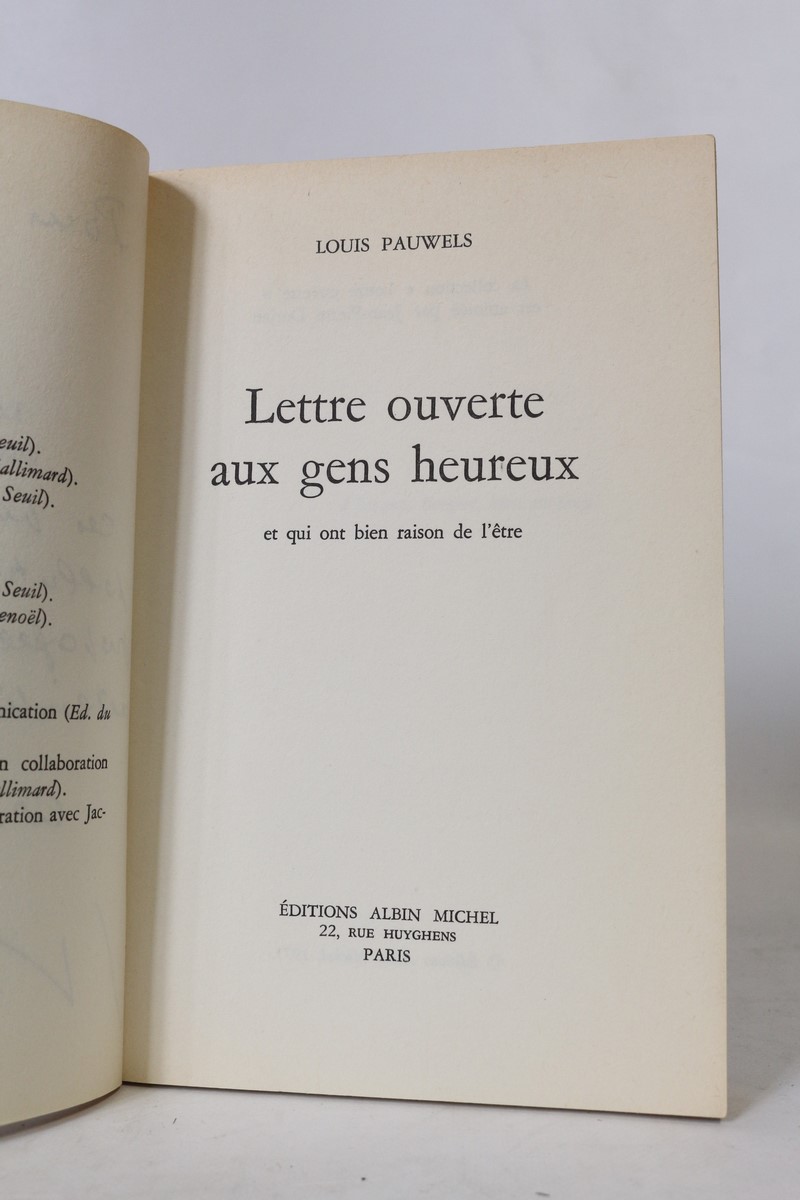 euil).
allimard).
Seuil).
Seuil).
enoël).
nication (Ed. du
n collaboration
llimard).
ration avec Jac-
LOUIS PAUWELS
Lettre ouverte
aux gens heureux
et qui ont bien raison de l'être
ÉDITIONS ALBIN MICHEL
22, RUE HUYGHENS
PARIS